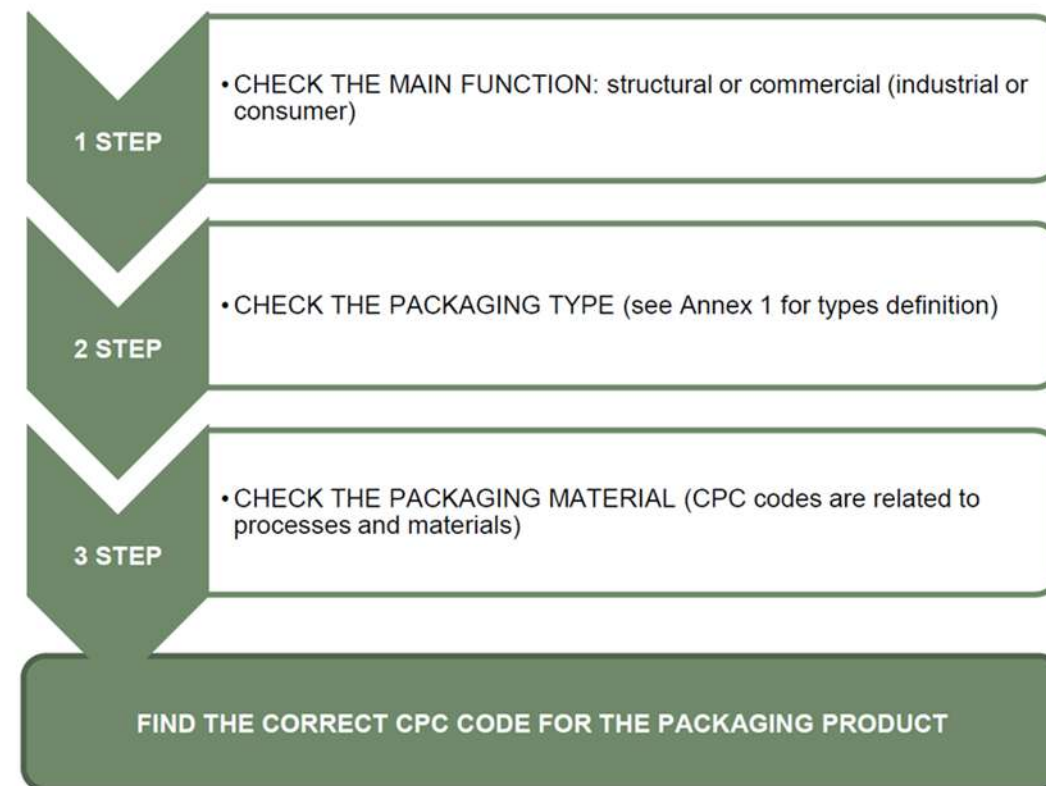 1 STEP
• CHECK THE MAIN FUNCTION: structural or commercial (industrial or
consumer)
2 STEP
• CHECK THE PACKAGING TYPE (see Annex 1 for types definition)
3 STEP
• CHECK THE PACKAGING MATERIAL (CPC codes are related to
processes and materials)
FIND THE CORRECT CPC CODE FOR THE PACKAGING PRODUCT